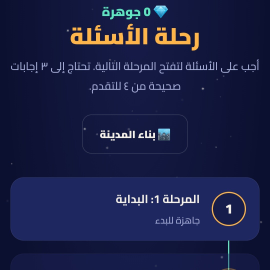 💎 0 جوهرة
رحلة الأسئلة
أجب على الأسئلة لتفتح المرحلة التالية. تحتاج إلى ٣ إجابات
صحيحة من ٤ للتقدم.
🏙️ بناء المدينة
المرحلة 1: البداية
جاهزة للبدء
1